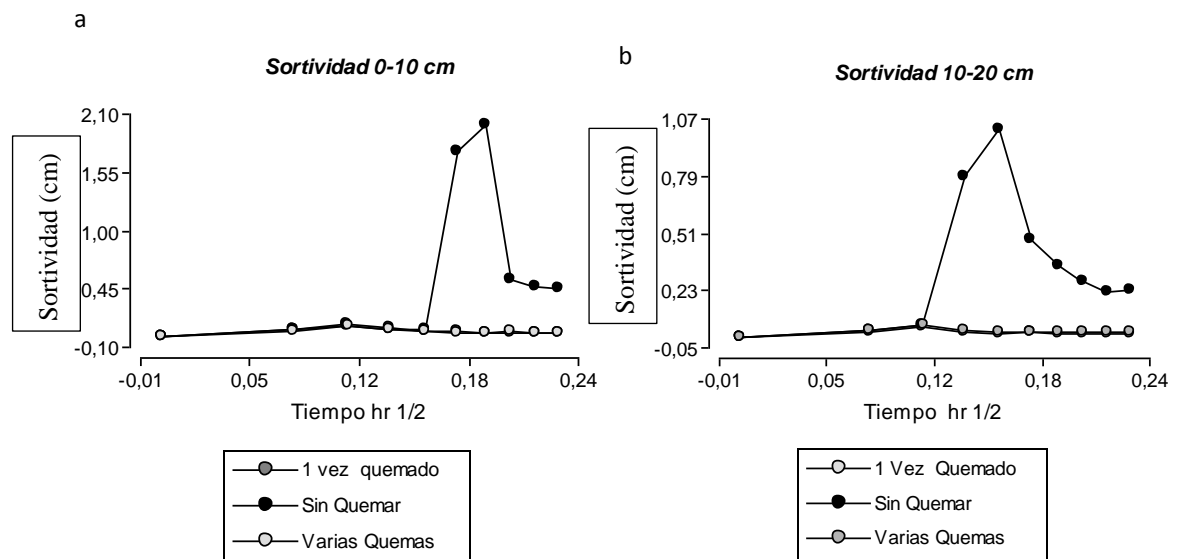 a
Sortividad 0-10 cm
2,10
1,55
1,00
0,45
-0,10
Sortividad (cm)
-0,01
0,05
0,12
0,18
0,24
Tiempo hr 1/2
1 vez quemado
Sin Quemar
Varias Quemas
b
Sortividad 10-20 cm
1,07
0,79
0,51
0,23
-0,05
Sortividad (cm)
-0,01
0,05
0,12
0,18
0,24
Tiempo hr 1/2
1 Vez Quemado
Sin Quemar
Varias Quemas